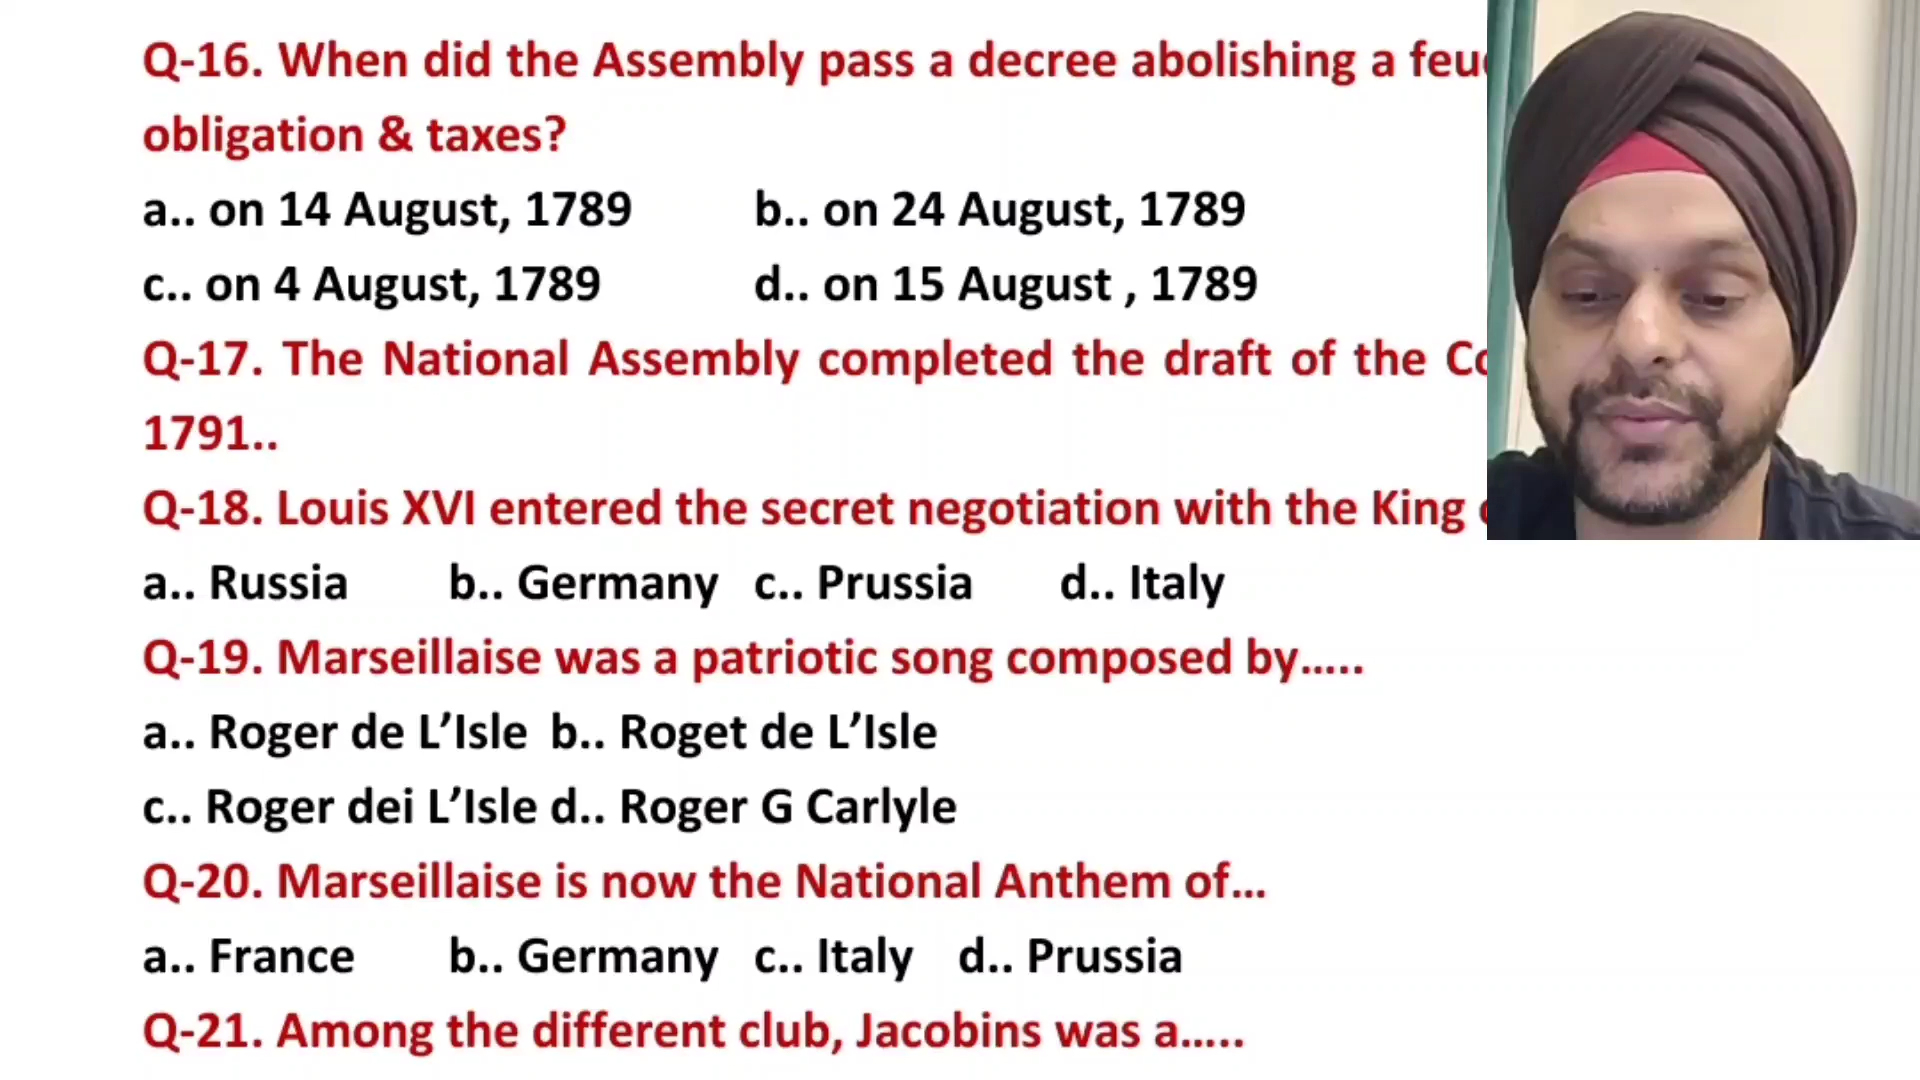 Q-16. When did the Assembly pass a decree abolishing a
obligation & taxes?
a.. on 14 August, 1789 b.. on 24 August, 1789
c.. on 4 August, 1789 d.. on 15 August , 1789
Q-17. The National Assembly completed the draft of the
1791..
Q-18. Louis XVI entered the secret negotiation with the King
a.. Russia b.. Germany c.. Prussia d.. Italy
Q-19. Marseillaise was a patriotic song composed by.....
a.. Roger de L’Isle b.. Roget de L’Isle
c.. Roger dei L’Isle d.. Roger G Carlyle
Q-20. Marseillaise is now the National Anthem of...
a.. France b.. Germany c.. Italy d.. Prussia
Q-21. Among the different club, Jacobins was a.....